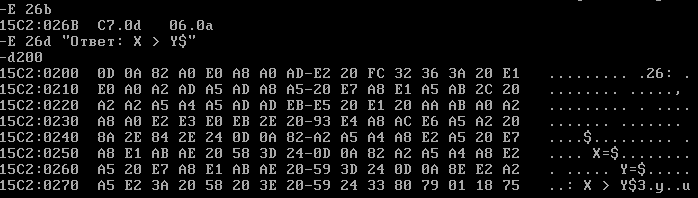 -E 26b
15C2:026B  C7.0d   06.0a
-E 26d "Ответ: X > Y$"
-d200
15C2:0200  0D 0A 82 A0 E0 A8 A0 AD-E2 20 FC 32 36 3A 20 E1   ......... .26: .
15C2:0210  E0 A0 A2 AD A5 AD A8 A5-20 E7 A8 E1 A5 AB 2C 20   ........ .....,
15C2:0220  A2 A2 A5 A4 A5 AD AD EB-E5 20 E1 20 AA AB A0 A2   ......... . ....
15C2:0230  A8 A0 E2 E3 E0 EB 2E 20-93 E4 A8 AC E6 A5 A2 20   ....... .......
15C2:0240  8A 2E 84 2E 24 0D 0A 82-A2 A5 A4 A8 E2 A5 20 E7   ....$......... .
15C2:0250  A8 E1 AB AE 20 58 3D 24-0D 0A 82 A2 A5 A4 A8 E2   .... X=$........
15C2:0260  A5 20 E7 A8 E1 AB AE 20-59 3D 24 0D 0A 8E E2 A2   . ..... Y=$.....
15C2:0270  A5 E2 3A 20 58 20 3E 20-59 24 33 80 79 01 18 75   ..: X > Y$3.y..u